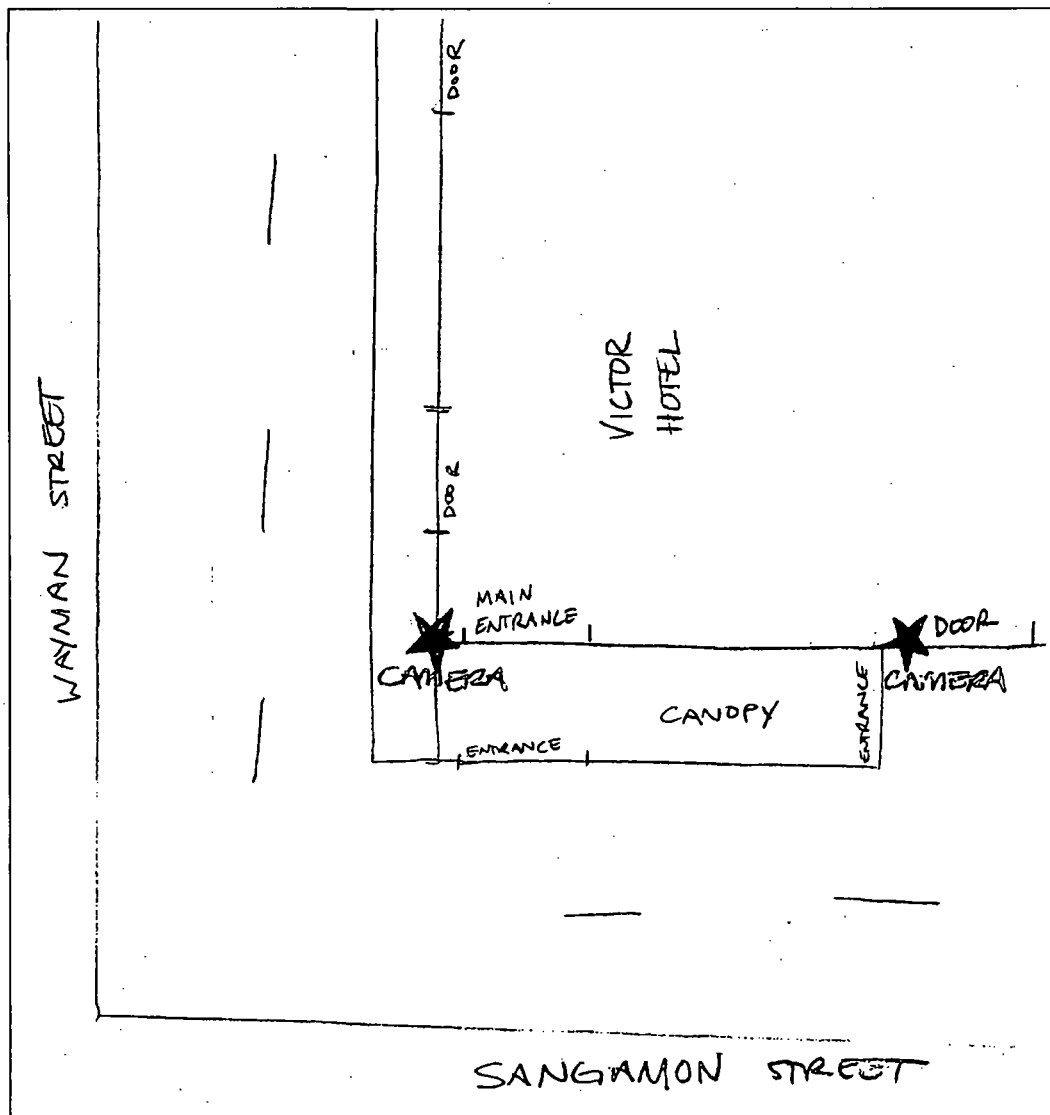 DOOR
VICTOR
HOTEL
WAYMAN STREET
DOOR
MAIN
ENTRANCE
DOOR
CAMERA
CAMERA
CANOPY
ENTRANCE
ENTRANCE
SANGAMON STREET